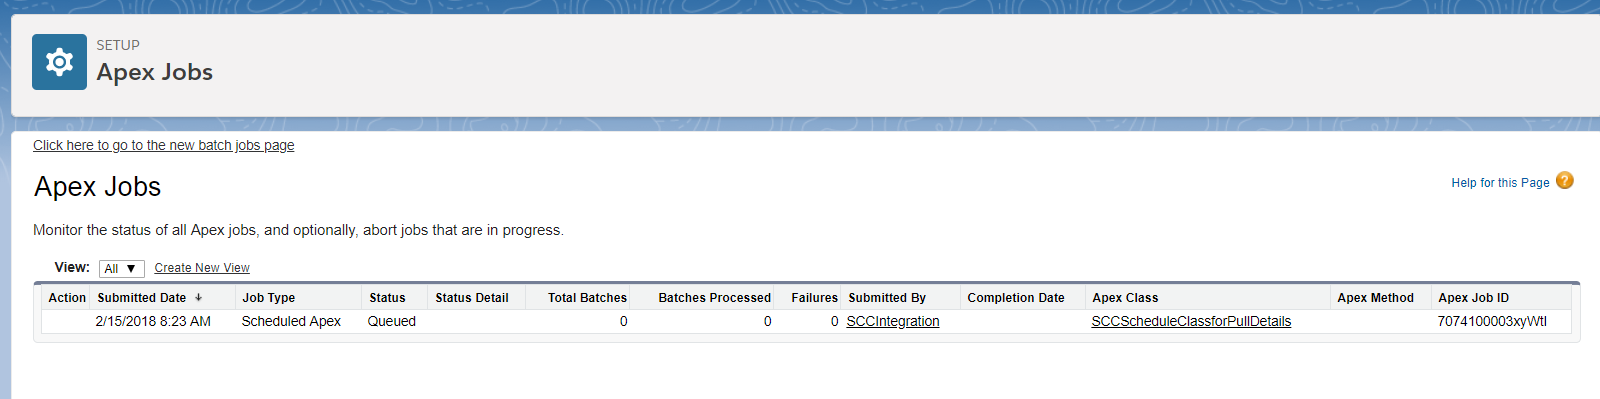 SETUP
Apex Jobs
Click here to go to the new batch jobs page
Apex Jobs
Help for this Page ?
Monitor the status of all Apex jobs, and optionally, abort jobs that are in progress.
View: All ▼ Create New View
Action Submitted Date ↓ Job Type Status Status Detail Total Batches Batches Processed Failures Submitted By Completion Date Apex Class Apex Method Apex Job ID
2/15/2018 8:23 AM Scheduled Apex Queued 0 0 0 SCCIntegration SCCScheduleClassforPullDetails 7074100003xyWtI